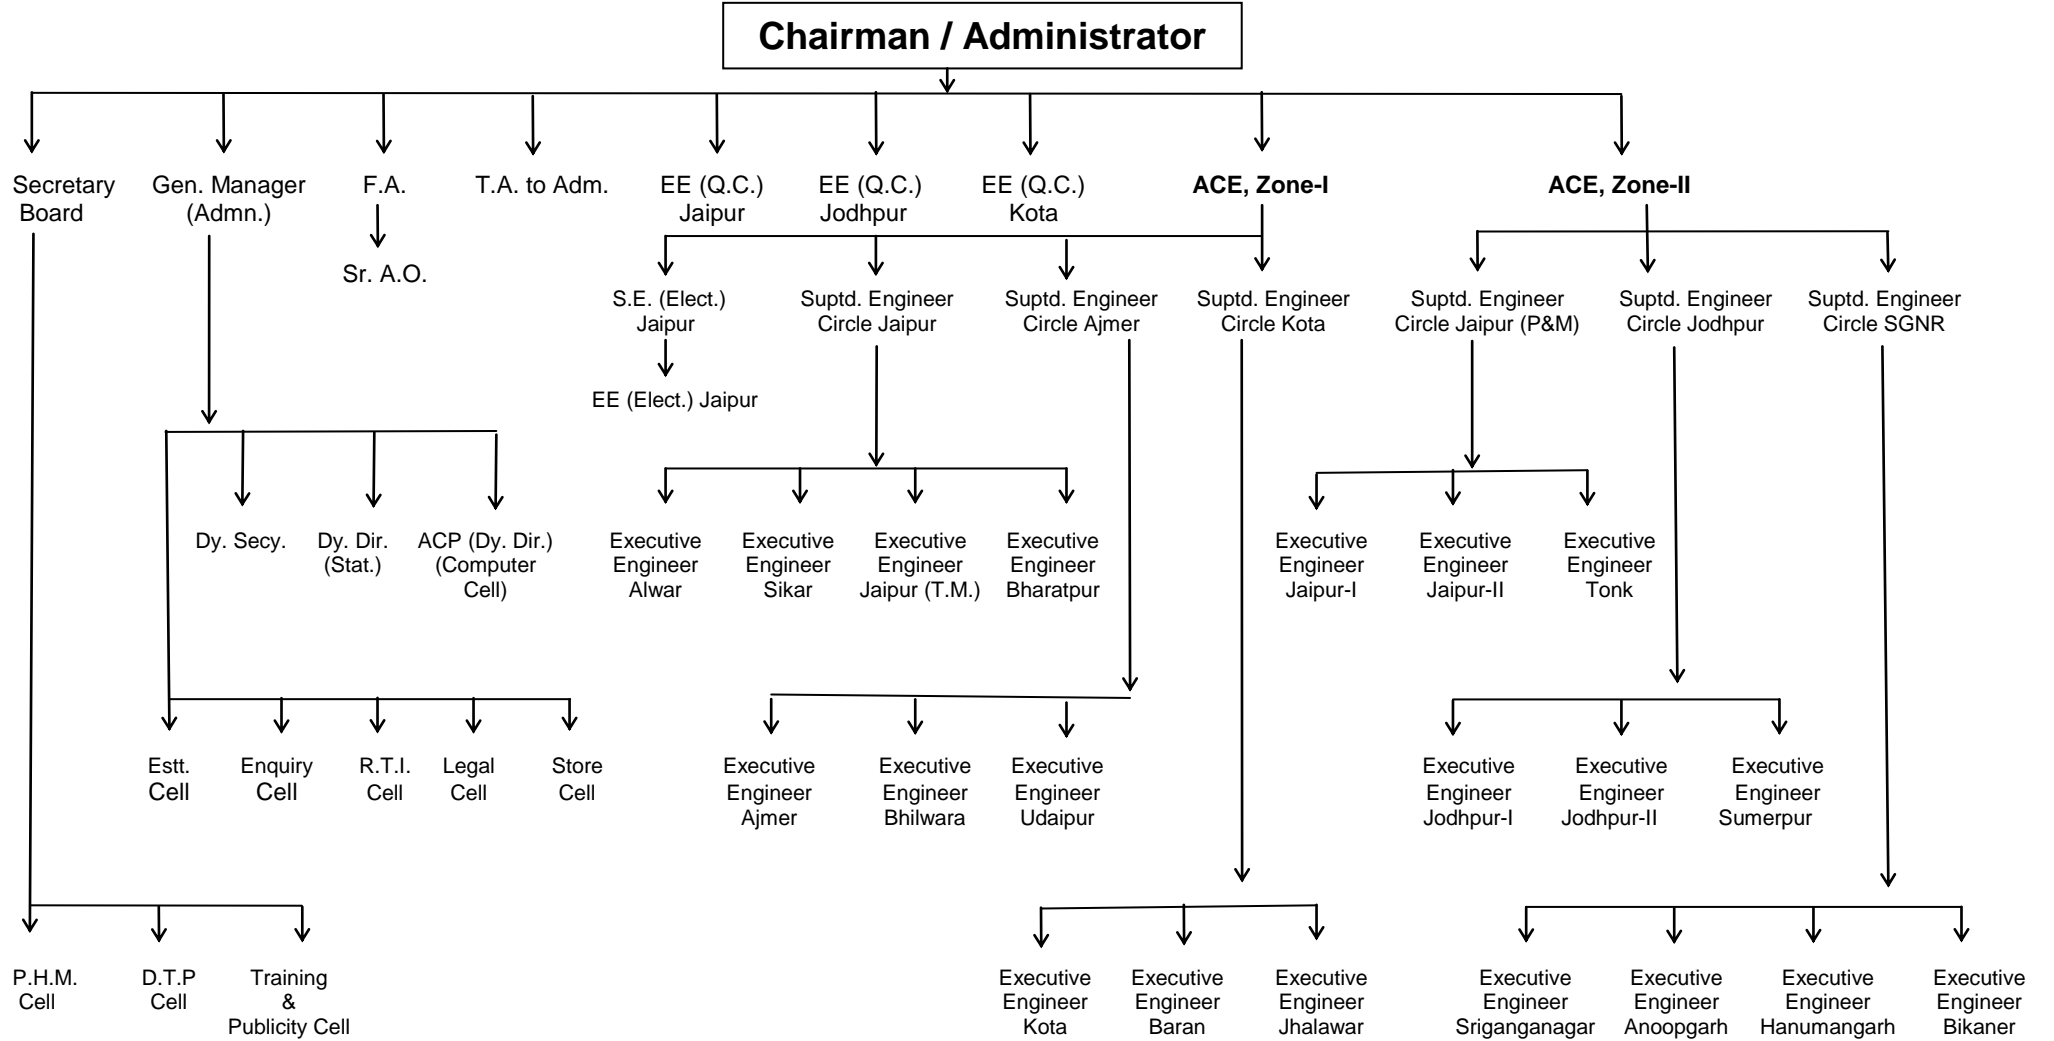 Chairman / Administrator
Secretary
Board
Gen. Manager
(Admn.)
F.A.
T.A. to Adm.
EE (Q.C.)
Jaipur
EE (Q.C.)
Jodhpur
EE (Q.C.)
Kota
ACE, Zone-I
ACE, Zone-II
Sr. A.O.
S.E. (Elect.)
Jaipur
Suptd. Engineer
Circle Jaipur
Suptd. Engineer
Circle Ajmer
Suptd. Engineer
Circle Kota
Suptd. Engineer
Circle Jaipur (P&M)
Suptd. Engineer
Circle Jodhpur
Suptd. Engineer
Circle SGNR
EE (Elect.) Jaipur
Dy. Secy.
Dy. Dir.
(Stat.)
ACP (Dy. Dir.)
(Computer
Cell)
Executive
Engineer
Alwar
Executive
Engineer
Sikar
Executive
Engineer
Jaipur (T.M.)
Executive
Engineer
Bharatpur
Executive
Engineer
Jaipur-I
Executive
Engineer
Jaipur-II
Executive
Engineer
Tonk
Estt.
Cell
Enquiry
Cell
R.T.I.
Cell
Legal
Cell
Store
Cell
Executive
Engineer
Ajmer
Executive
Engineer
Bhilwara
Executive
Engineer
Udaipur
Executive
Engineer
Jodhpur-I
Executive
Engineer
Jodhpur-II
Executive
Engineer
Sumerpur
P.H.M.
Cell
D.T.P
Cell
Training
&
Publicity Cell
Executive
Engineer
Kota
Executive
Engineer
Baran
Executive
Engineer
Jhalawar
Executive
Engineer
Sriganganagar
Executive
Engineer
Anoopgarh
Executive
Engineer
Hanumangarh
Executive
Engineer
Bikaner